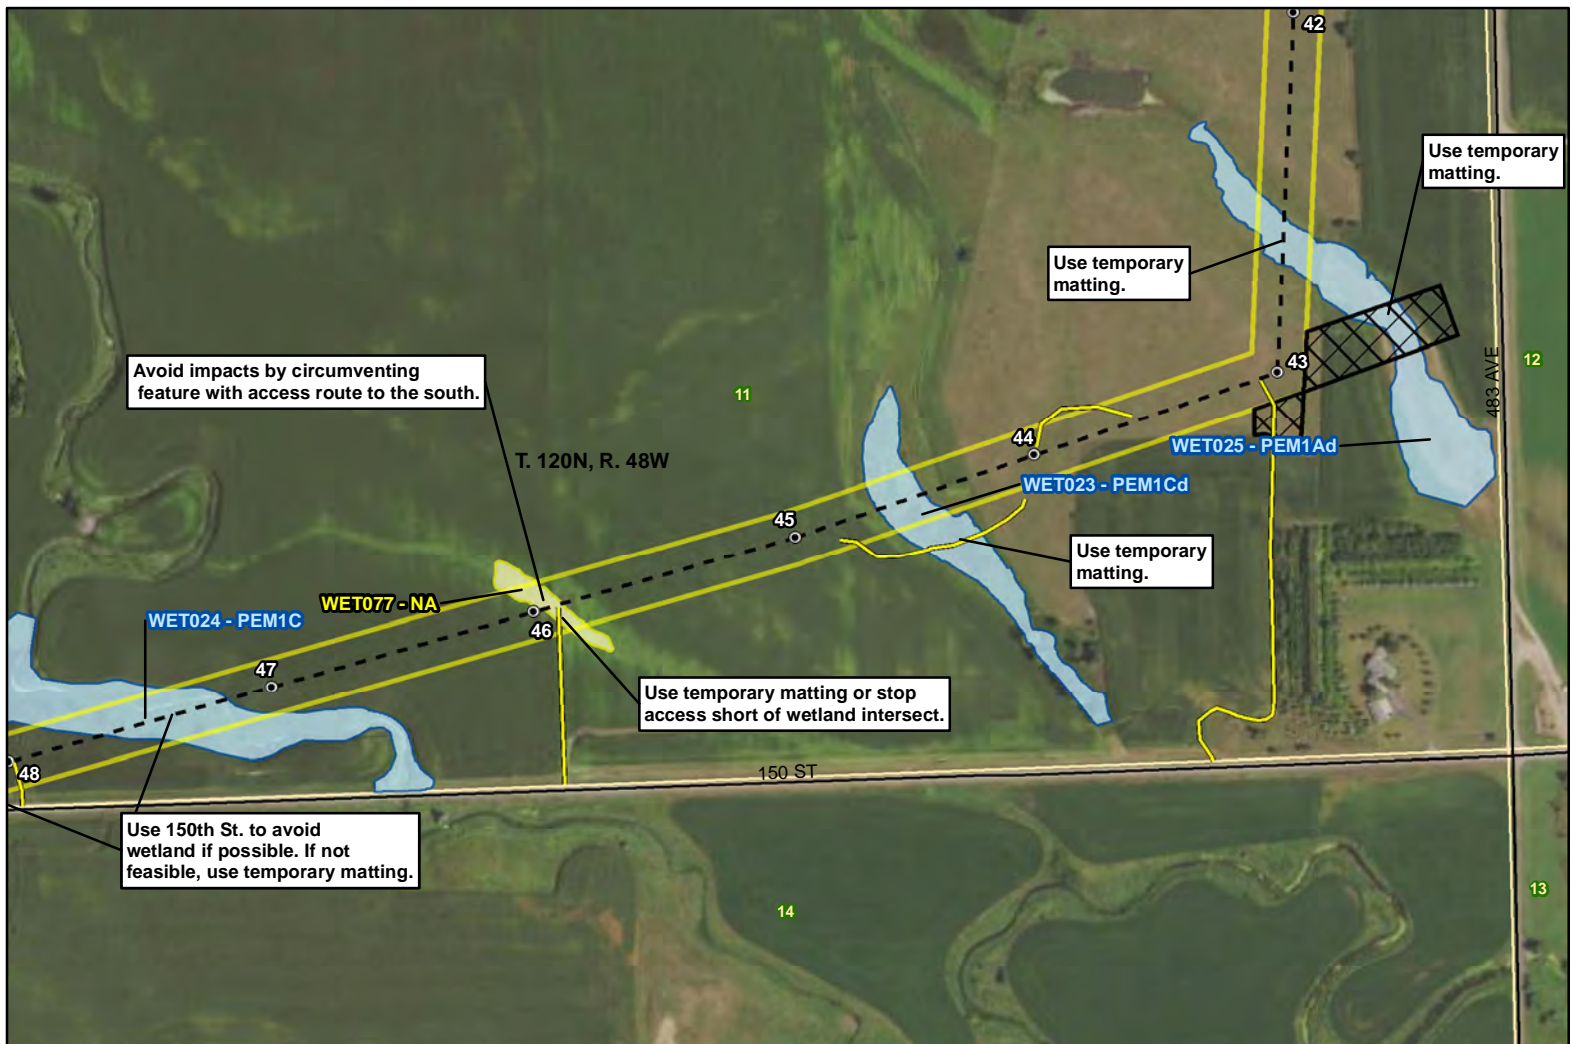 42
Use temporary
matting.
Use temporary
matting.
43
483 AVE
12
Avoid impacts by circumventing
feature with access route to the south.
11
T. 120N, R. 48W
44
WET025 - PEM1Ad
WET023 - PEM1Cd
45
Use temporary
matting.
WET077 - NA
WET024 - PEM1C
46
47
Use temporary matting or stop
access short of wetland intersect.
48
150 ST
Use 150th St. to avoid
wetland if possible. If not
feasible, use temporary matting.
14
13